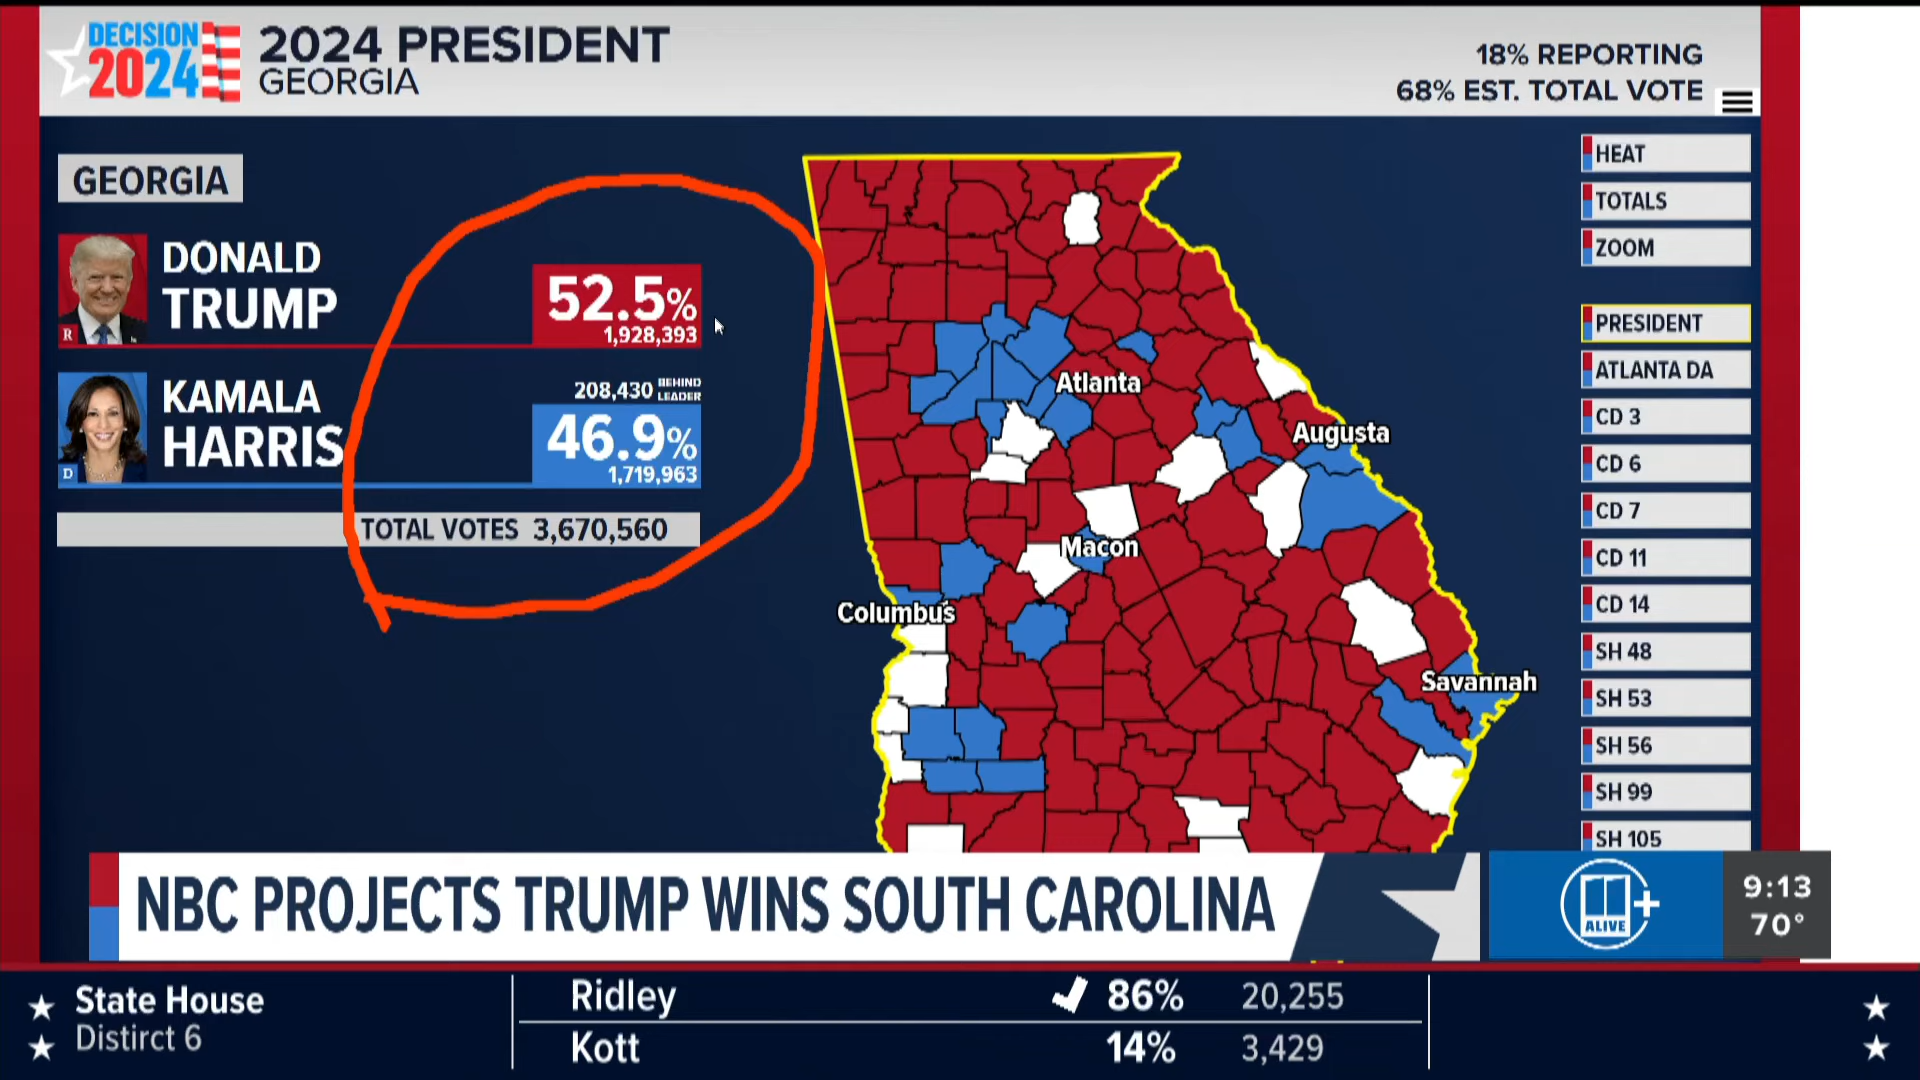 DECISION
2024
2024 PRESIDENT
GEORGIA
18% REPORTING
68% EST. TOTAL VOTE
GEORGIA
DONALD
TRUMP
R
52.5%
1,928,393
KAMALA
HARRIS
D
208,430 BEHIND LEADER
46.9%
1,719,963
TOTAL VOTES 3,670,560
Atlanta
Augusta
Macon
Columbus
Savannah
HEAT
TOTALS
ZOOM
PRESIDENT
ATLANTA DA
CD 3
CD 6
CD 7
CD 11
CD 14
SH 48
SH 53
SH 56
SH 99
SH 105
NBC PROJECTS TRUMP WINS SOUTH CAROLINA
ALIVE
+
9:13
70°
State House
Distirct 6
Ridley 86% 20,255
Kott 14% 3,429